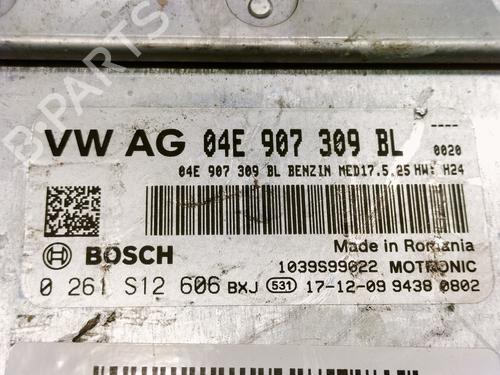 B-PARTS
VW AG 04E 907 309 BL ----
0020
04E 907 309 BL BENZIN MED17.5.25 HW: H24
BOSCH
Made in Romania
1039S99022 MOTRONIC
0 261 S12 606 BXJ 531 17-12-09 9438 0802